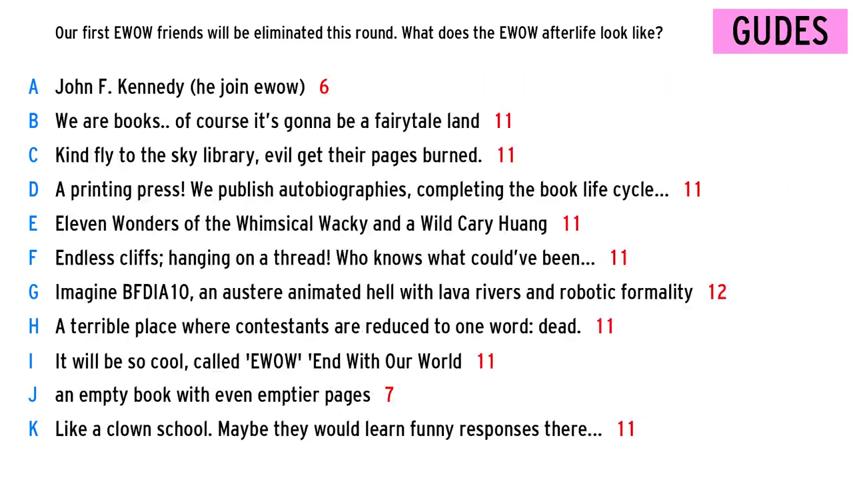 Our first EWOW friends will be eliminated this round. What does the EWOW afterlife look like?
GUDES
A John F. Kennedy (he join ewow) 6
B We are books.. of course it's gonna be a fairytale land 11
C Kind fly to the sky library, evil get their pages burned. 11
D A printing press! We publish autobiographies, completing the book life cycle... 11
E Eleven Wonders of the Whimsical Wacky and a Wild Cary Huang 11
F Endless cliffs; hanging on a thread! Who knows what could've been... 11
G Imagine BFDIA10, an austere animated hell with lava rivers and robotic formality 12
H A terrible place where contestants are reduced to one word: dead. 11
I It will be so cool, called 'EWOW' 'End With Our World 11
J an empty book with even emptier pages 7
K Like a clown school. Maybe they would learn funny responses there... 11